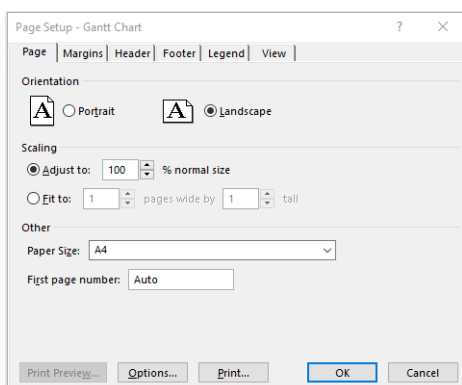 Page Setup - Gantt Chart ? ×
Page Margins Header Footer Legend View
Orientation
A Portrait A Landscape
Scaling
Adjust to: 100 % normal size
Fit to: 1 pages wide by 1 tall
Other
Paper Size: A4
First page number: Auto
Print Preview... Options... Print... OK Cancel